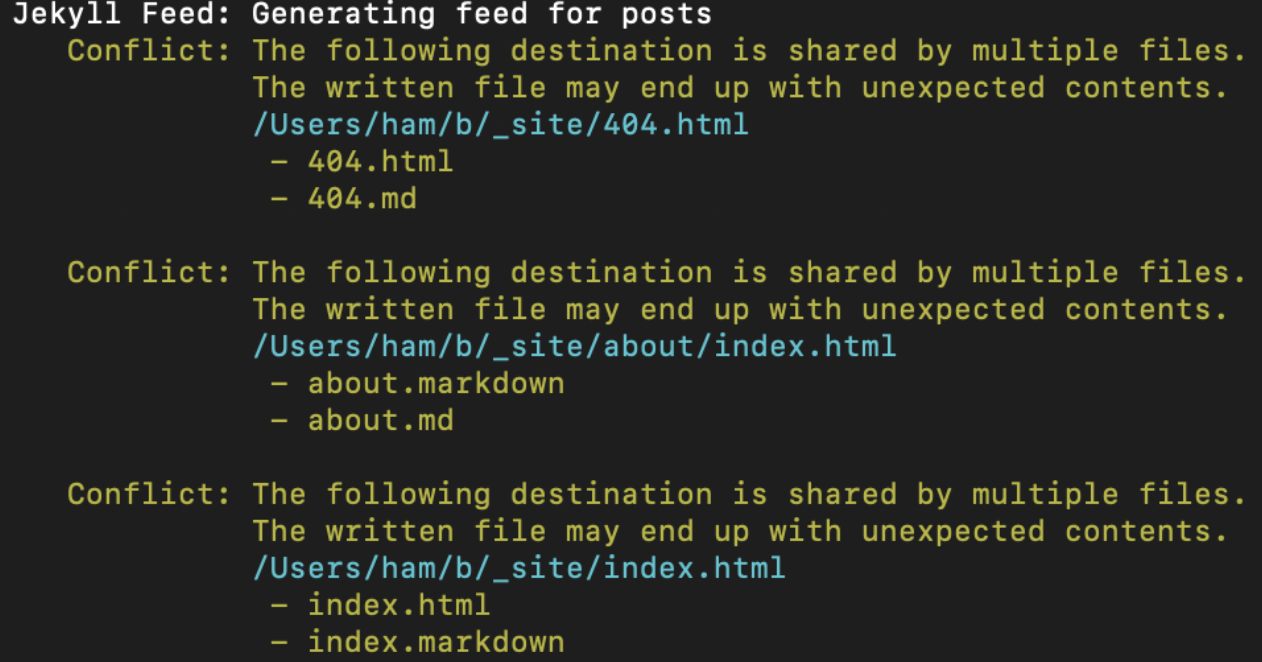 Jekyll Feed: Generating feed for posts
Conflict: The following destination is shared by multiple files.
The written file may end up with unexpected contents.
/Users/ham/b/_site/404.html
- 404.html
- 404.md
Conflict: The following destination is shared by multiple files.
The written file may end up with unexpected contents.
/Users/ham/b/_site/about/index.html
- about.markdown
- about.md
Conflict: The following destination is shared by multiple files.
The written file may end up with unexpected contents.
/Users/ham/b/_site/index.html
- index.html
- index.markdown